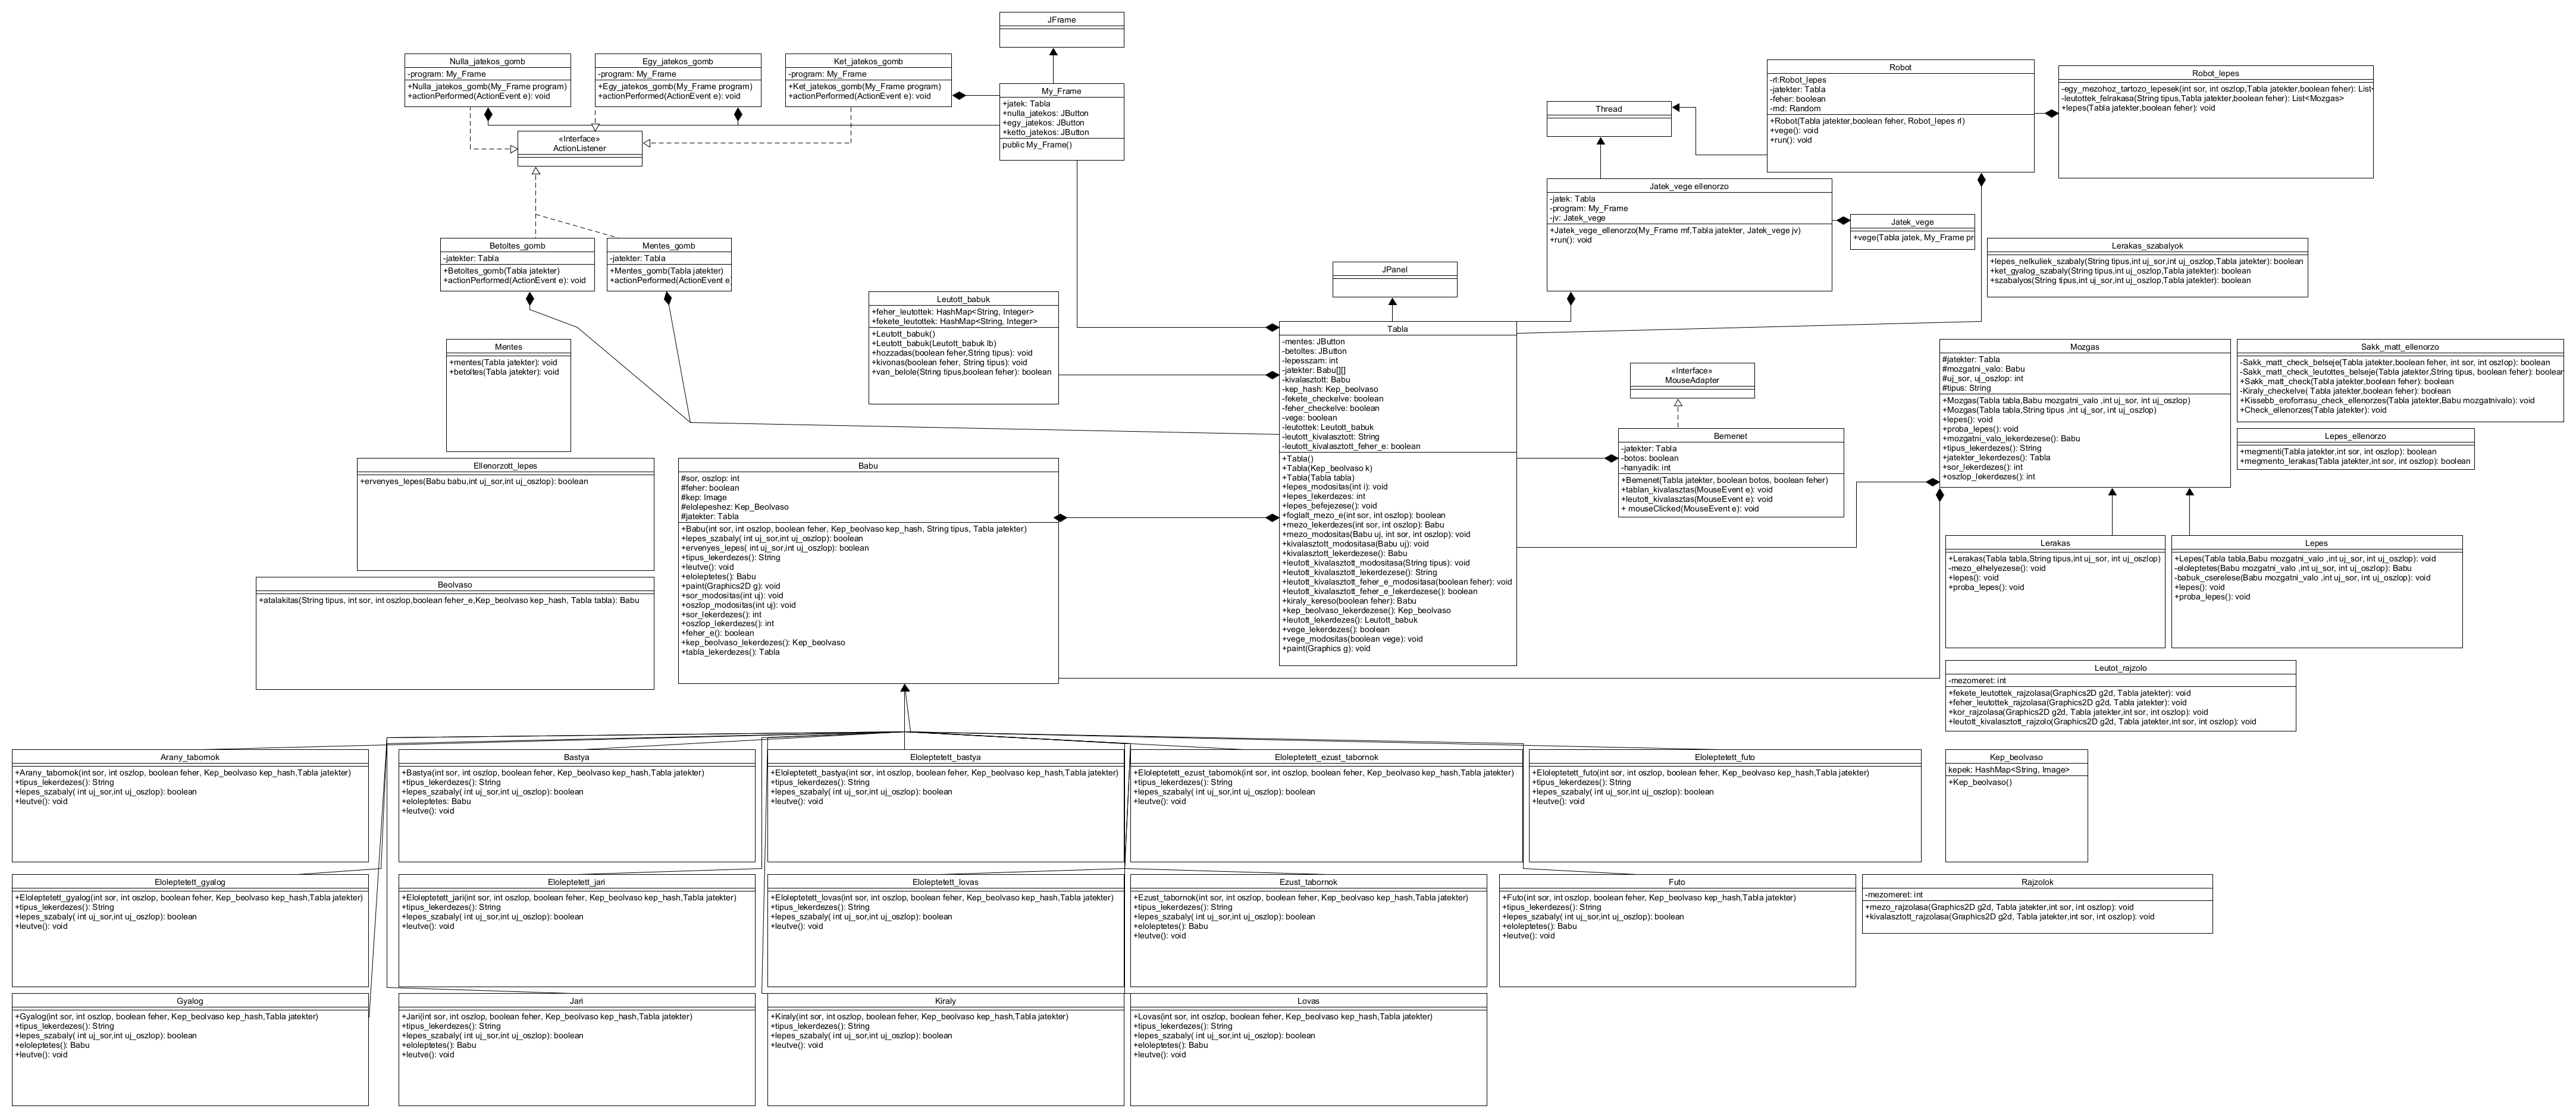 JFrame
Nulla_jatekos_gomb
-program: My_Frame
+Nulla_jatekos_gomb(My_Frame program)
+actionPerformed(ActionEvent e): void
Egy_jatekos_gomb
-program: My_Frame
+Egy_jatekos_gomb(My_Frame program)
+actionPerformed(ActionEvent e): void
Ket_jatekos_gomb
-program: My_Frame
+Ket_jatekos_gomb(My_Frame program)
+actionPerformed(ActionEvent e): void
My_Frame
+jatek: Tabla
+nulla_jatekos: JButton
+egy_jatekos: JButton
+ketto_jatekos: JButton
public My_Frame()
«Interface»
ActionListener
Thread
Robot
-rl:Robot_lepes
-jatekter: Tabla
-feher: boolean
-rnd: Random
+Robot(Tabla jatekter,boolean feher, Robot_lepes rl)
+vege(): void
+run(): void
Robot_lepes
-egy_mezohoz_tartozo_lepesek(int sor, int oszlop,Tabla jatekter,boolean feher): List<
-leutottek_felrakasa(String tipus,Tabla jatekter,boolean feher): List<Mozgas>
+lepes(Tabla jatekter,boolean feher): void
Jatek_vege ellenorzo
-jatek: Tabla
-program: My_Frame
-jv: Jatek_vege
+Jatek_vege_ellenorzo(My_Frame mf,Tabla jatekter, Jatek_vege jv)
+run(): void
Jatek_vege
+vege(Tabla jatek, My_Frame pr
Lerakas_szabalyok
+lepes_nelkuliek_szabaly(String tipus,int uj_sor,int uj_oszlop,Tabla jatekter): boolean
+ket_gyalog_szabaly(String tipus,int uj_oszlop,Tabla jatekter): boolean
+szabalyos(String tipus,int uj_sor,int uj_oszlop,Tabla jatekter): boolean
Betoltes_gomb
-jatekter: Tabla
+Betoltes_gomb(Tabla jatekter)
+actionPerformed(ActionEvent e): void
Mentes_gomb
-jatekter: Tabla
+Mentes_gomb(Tabla jatekter)
+actionPerformed(ActionEvent e
JPanel
Leutott_babuk
+feher_leutottek: HashMap<String, Integer>
+fekete_leutottek: HashMap<String, Integer>
+Leutott_babuk()
+Leutott_babuk(Leutott_babuk lb)
+hozzadas(boolean feher,String tipus): void
+kivonas(boolean feher, String tipus): void
+van_belole(String tipus,boolean feher): boolean
Mentes
+mentes(Tabla jatekter): void
+betoltes(Tabla jatekter): void
Tabla
-mentes: JButton
-betoltes: JButton
-lepesszam: int
-jatekter: Babu[][]
-kivalasztott: Babu
-kep_hash: Kep_beolvaso
-fekete_checkelve: boolean
-feher_checkelve: boolean
-vege: boolean
-leutottek: Leutott_babuk
-leutott_kivalasztott: String
-leutott_kivalasztott_feher_e: boolean
+Tabla()
+Tabla(Kep_beolvaso k)
+Tabla(Tabla tabla)
+lepes_modositas(int i): void
+lepes_lekerdezes: int
+lepes_befejezese(): void
+foglalt_mezo_e(int sor, int oszlop): boolean
+mezo_lekerdezes(int sor, int oszlop): Babu
+mezo_modositas(Babu uj, int sor, int oszlop): void
+kivalasztott_modositasa(Babu uj): void
+kivalasztott_lekerdezese(): Babu
+leutott_kivalasztott_modositasa(String tipus): void
+leutott_kivalasztott_lekerdezese(): String
+leutott_kivalasztott_feher_e_modositasa(boolean feher): void
+leutott_kivalasztott_feher_e_lekerdezese(): boolean
+kiraly_kereso(boolean feher): Babu
+kep_beolvaso_lekerdezese(): Kep_beolvaso
+leutott_lekerdezes(): Leutott_babuk
+vege_lekerdezes(): boolean
+vege_modositas(boolean vege): void
+paint(Graphics g): void
«Interface»
MouseAdapter
Bemenet
-jatekter: Tabla
-botos: boolean
-hanyadik: int
+Bemenet(Tabla jatekter, boolean botos, boolean feher)
+tablan_kivalasztas(MouseEvent e): void
+leutott_kivalasztas(MouseEvent e): void
+ mouseClicked(MouseEvent e): void
Mozgas
#jatekter: Tabla
#mozgatni_valo: Babu
#uj_sor, uj_oszlop: int
#tipus: String
+Mozgas(Tabla tabla,Babu mozgatni_valo ,int uj_sor, int uj_oszlop)
+Mozgas(Tabla tabla,String tipus ,int uj_sor, int uj_oszlop)
+lepes(): void
+proba_lepes(): void
+mozgatni_valo_lekerdezese(): Babu
+tipus_lekerdezes(): String
+jatekter_lekerdezes(): Tabla
+sor_lekerdezes(): int
+oszlop_lekerdezes(): int
Sakk_matt_ellenorzo
-Sakk_matt_check_belseje(Tabla jatekter,boolean feher, int sor, int oszlop): boolean
-Sakk_matt_check_leutottes_belseje(Tabla jatekter,String tipus, boolean feher): boolear
+Sakk_matt_check(Tabla jatekter,boolean feher): boolean
-Kiraly_checkelve( Tabla jatekter,boolean feher): boolean
+Kissebb_eroforrasu_check_ellenorzes(Tabla jatekter,Babu mozgatnivalo): void
+Check_ellenorzes(Tabla jatekter): void
Lepes_ellenorzo
+megmenti(Tabla jatekter,int sor, int oszlop): boolean
+megmento_lerakas(Tabla jatekter,int sor, int oszlop): boolean
Ellenorzott_lepes
+ervenyes_lepes(Babu babu,int uj_sor,int uj_oszlop): boolean
Beolvaso
+atalakitas(String tipus, int sor, int oszlop,boolean feher_e,Kep_beolvaso kep_hash, Tabla tabla): Babu
Babu
#sor, oszlop: int
#feher: boolean
#kep: Image
#elolepeshez: Kep_Beolvaso
#jatekter: Tabla
+Babu(int sor, int oszlop, boolean feher, Kep_beolvaso kep_hash, String tipus, Tabla jatekter)
+lepes_szabaly( int uj_sor,int uj_oszlop): boolean
+ervenyes_lepes( int uj_sor,int uj_oszlop): boolean
+tipus_lekerdezes(): String
+leutve(): void
+eloleptetes(): Babu
+paint(Graphics2D g): void
+sor_modositas(int uj): void
+oszlop_modositas(int uj): void
+sor_lekerdezes(): int
+oszlop_lekerdezes(): int
+feher_e(): boolean
+kep_beolvaso_lekerdezes(): Kep_beolvaso
+tabla_lekerdezes(): Tabla
Lerakas
+Lerakas(Tabla tabla,String tipus,int uj_sor, int uj_oszlop)
-mezo_elhelyezese(): void
+lepes(): void
+proba_lepes(): void
Lepes
+Lepes(Tabla tabla,Babu mozgatni_valo ,int uj_sor, int uj_oszlop): void
-eloleptetes(Babu mozgatni_valo ,int uj_sor, int uj_oszlop): Babu
-babuk_cserelese(Babu mozgatni_valo ,int uj_sor, int uj_oszlop): void
+lepes(): void
+proba_lepes(): void
Leutot_rajzolo
-mezomeret: int
+fekete_leutottek_rajzolasa(Graphics2D g2d, Tabla jatekter): void
+feher_leutottek_rajzolasa(Graphics2D g2d, Tabla jatekter): void
+kor_rajzolasa(Graphics2D g2d, Tabla jatekter,int sor, int oszlop): void
+leutott_kivalasztott_rajzolo(Graphics2D g2d, Tabla jatekter,int sor, int oszlop): void
Arany_tabornok
+Arany_tabornok(int sor, int oszlop, boolean feher, Kep_beolvaso kep_hash,Tabla jatekter)
+tipus_lekerdezes(): String
+lepes_szabaly( int uj_sor,int uj_oszlop): boolean
+leutve(): void
Bastya
+Bastya(int sor, int oszlop, boolean feher, Kep_beolvaso kep_hash,Tabla jatekter)
+tipus_lekerdezes(): String
+lepes_szabaly( int uj_sor,int uj_oszlop): boolean
+eloleptetes: Babu
+leutve(): void
Eloleptetett_bastya
+Eloleptetett_bastya(int sor, int oszlop, boolean feher, Kep_beolvaso kep_hash,Tabla jatekter)
+tipus_lekerdezes(): String
+lepes_szabaly( int uj_sor,int uj_oszlop): boolean
+leutve(): void
Eloleptetett_ezust_tabornok
+Eloleptetett_ezust_tabornok(int sor, int oszlop, boolean feher, Kep_beolvaso kep_hash,Tabla jatekter)
+tipus_lekerdezes(): String
+lepes_szabaly( int uj_sor,int uj_oszlop): boolean
+leutve(): void
Eloleptetett_futo
+Eloleptetett_futo(int sor, int oszlop, boolean feher, Kep_beolvaso kep_hash,Tabla jatekter)
+tipus_lekerdezes(): String
+lepes_szabaly( int uj_sor,int uj_oszlop): boolean
+leutve(): void
Kep_beolvaso
kepek: HashMap<String, Image>
+Kep_beolvaso()
Eloleptetett_gyalog
+Eloleptetett_gyalog(int sor, int oszlop, boolean feher, Kep_beolvaso kep_hash,Tabla jatekter)
+tipus_lekerdezes(): String
+lepes_szabaly( int uj_sor,int uj_oszlop): boolean
+leutve(): void
Eloleptetett_jari
+Eloleptetett_jari(int sor, int oszlop, boolean feher, Kep_beolvaso kep_hash,Tabla jatekter)
+tipus_lekerdezes(): String
+lepes_szabaly( int uj_sor,int uj_oszlop): boolean
+leutve(): void
Eloleptetett_lovas
+Eloleptetett_lovas(int sor, int oszlop, boolean feher, Kep_beolvaso kep_hash,Tabla jatekter)
+tipus_lekerdezes(): String
+lepes_szabaly( int uj_sor,int uj_oszlop): boolean
+leutve(): void
Ezust_tabornok
+Ezust_tabornok(int sor, int oszlop, boolean feher, Kep_beolvaso kep_hash,Tabla jatekter)
+tipus_lekerdezes(): String
+lepes_szabaly( int uj_sor,int uj_oszlop): boolean
+eloleptetes(): Babu
+leutve(): void
Futo
+Futo(int sor, int oszlop, boolean feher, Kep_beolvaso kep_hash,Tabla jatekter)
+tipus_lekerdezes(): String
+lepes_szabaly( int uj_sor,int uj_oszlop): boolean
+eloleptetes(): Babu
+leutve(): void
Rajzolok
-mezomeret: int
+mezo_rajzolasa(Graphics2D g2d, Tabla jatekter,int sor, int oszlop): void
+kivalasztott_rajzolasa(Graphics2D g2d, Tabla jatekter,int sor, int oszlop): void
Gyalog
+Gyalog(int sor, int oszlop, boolean feher, Kep_beolvaso kep_hash,Tabla jatekter)
+tipus_lekerdezes(): String
+lepes_szabaly( int uj_sor,int uj_oszlop): boolean
+eloleptetes(): Babu
+leutve(): void
Jari
+Jari(int sor, int oszlop, boolean feher, Kep_beolvaso kep_hash,Tabla jatekter)
+tipus_lekerdezes(): String
+lepes_szabaly( int uj_sor,int uj_oszlop): boolean
+eloleptetes(): Babu
+leutve(): void
Kiraly
+Kiraly(int sor, int oszlop, boolean feher, Kep_beolvaso kep_hash,Tabla jatekter)
+tipus_lekerdezes(): String
+lepes_szabaly( int uj_sor,int uj_oszlop): boolean
+leutve(): void
Lovas
+Lovas(int sor, int oszlop, boolean feher, Kep_beolvaso kep_hash,Tabla jatekter)
+tipus_lekerdezes(): String
+lepes_szabaly( int uj_sor,int uj_oszlop): boolean
+eloleptetes(): Babu
+leutve(): void